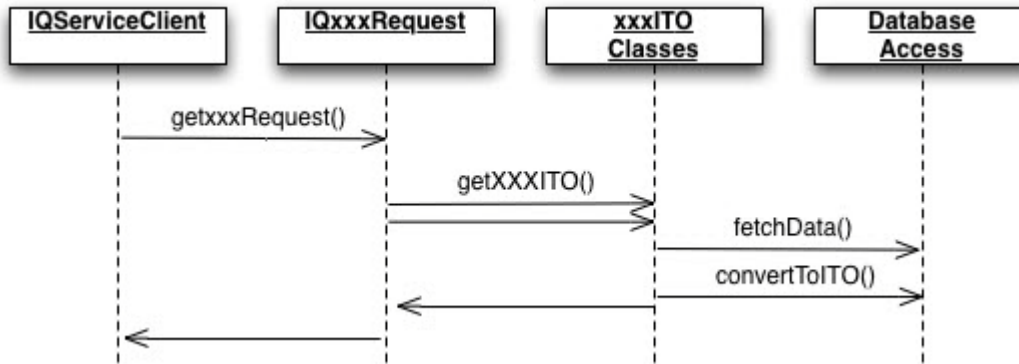 IQServiceClient
IQxxxRequest
xxxITO
Classes
Database
Access
getxxxRequest()
getXXXITO()
fetchData()
convertToITO()